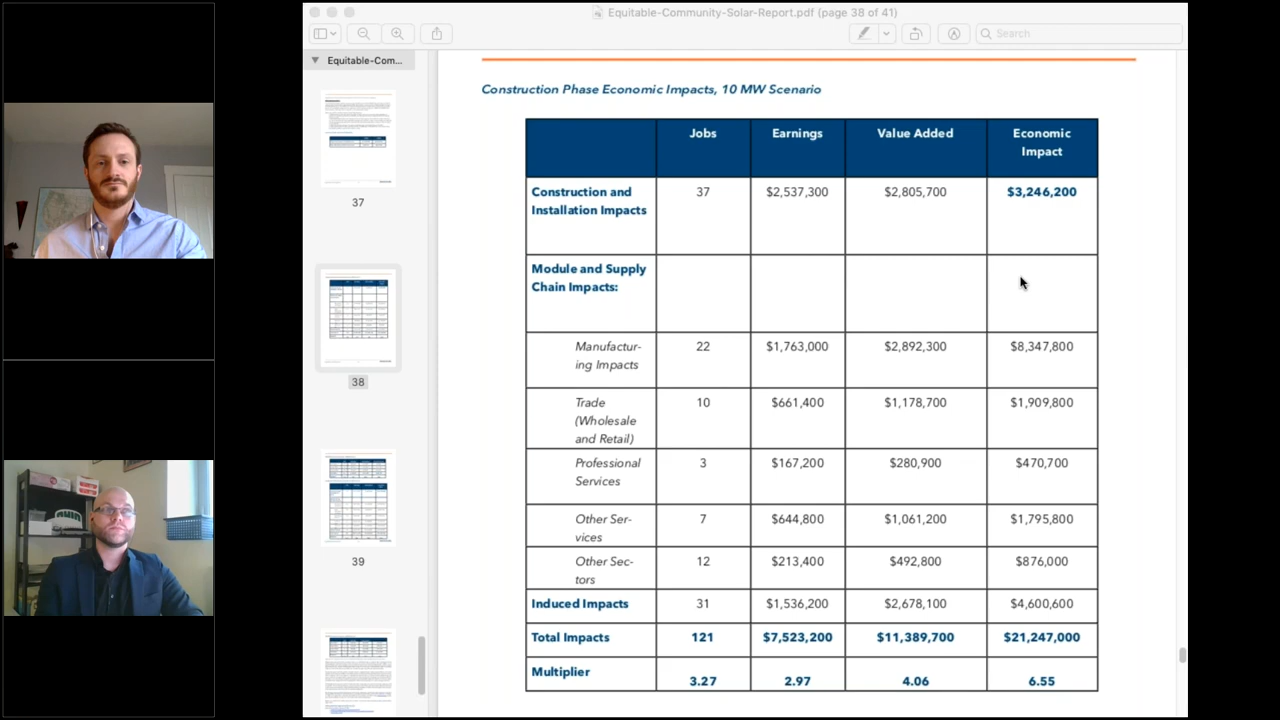 Equitable-Community-Solar-Report.pdf (page 38 of 41)
Search
Equitable-Com...
37
38
39
Construction Phase Economic Impacts, 10 MW Scenario
Jobs Earnings Value Added Economic
Impact
Construction and 37 $2,537,300 $2,805,700 $3,246,200
Installation Impacts
Module and Supply
Chain Impacts:
Manufactur- 22 $1,763,000 $2,892,300 $8,347,800
ing Impacts
Trade 10 $661,400 $1,178,700 $1,909,800
(Wholesale
and Retail)
Professional 3 $167,200 $280,900 $470,700
Services
Other Ser- 7 $644,800 $1,061,200 $1,795,800
vices
Other Sec- 12 $213,400 $492,800 $876,000
tors
Induced Impacts 31 $1,536,200 $2,678,100 $4,600,600
Total Impacts 121 $7,523,200 $11,389,700 $21,247,000
Multiplier 3.27 2.97 4.06 6.55